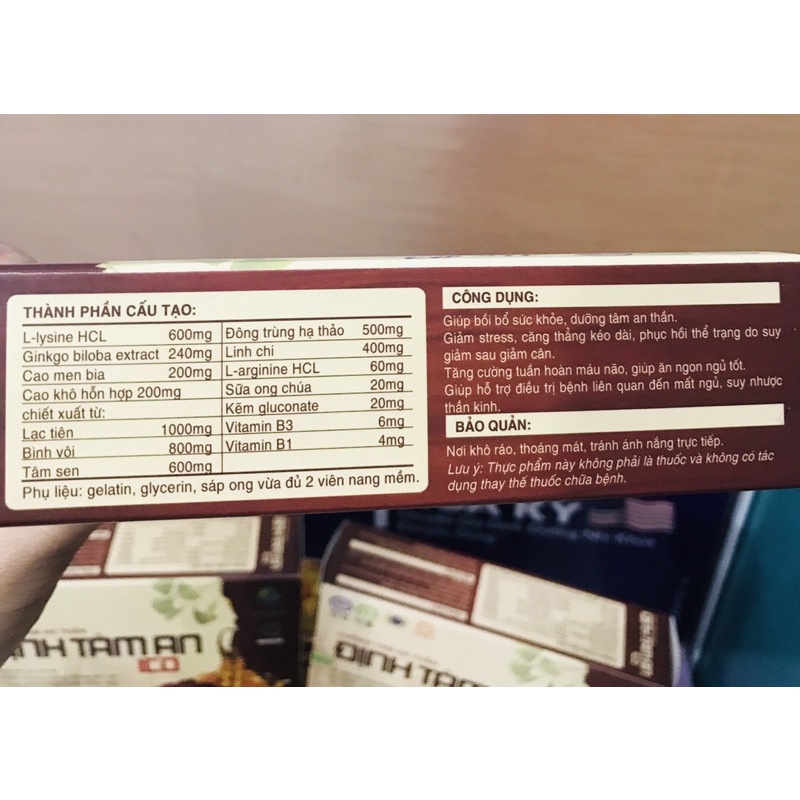 THÀNH PHẦN CẤU TẠO:
L-lysine HCL 600mg
Ginkgo biloba extract 240mg
Cao men bia 200mg
Cao khô hỗn hợp 200mg
chiết xuất từ:
Lạc tiên 1000mg
Bình vôi 800mg
Tâm sen 600mg
Đông trùng hạ thảo 500mg
Linh chi 400mg
L-arginine HCL 60mg
Sữa ong chúa 20mg
Kẽm gluconate 20mg
Vitamin B3 6mg
Vitamin B1 4mg
Phụ liệu: gelatin, glycerin, sáp ong vừa đủ 2 viên nang mềm.
CÔNG DỤNG:
Giúp bồi bổ sức khỏe, dưỡng tâm an thần.
Giảm stress, căng thẳng kéo dài, phục hồi thể trạng do suy
giảm sau giảm cân.
Tăng cường tuần hoàn máu não, giúp ăn ngon ngủ tốt.
Giúp hỗ trợ điều trị bệnh liên quan đến mất ngủ, suy nhược
thần kinh.
BẢO QUẢN:
Nơi khô ráo, thoáng mát, tránh ánh nắng trực tiếp.
Lưu ý: Thực phẩm này không phải là thuốc và không có tác
dụng thay thế thuốc chữa bệnh.
TÂM AN
ĐỊNH TÂM